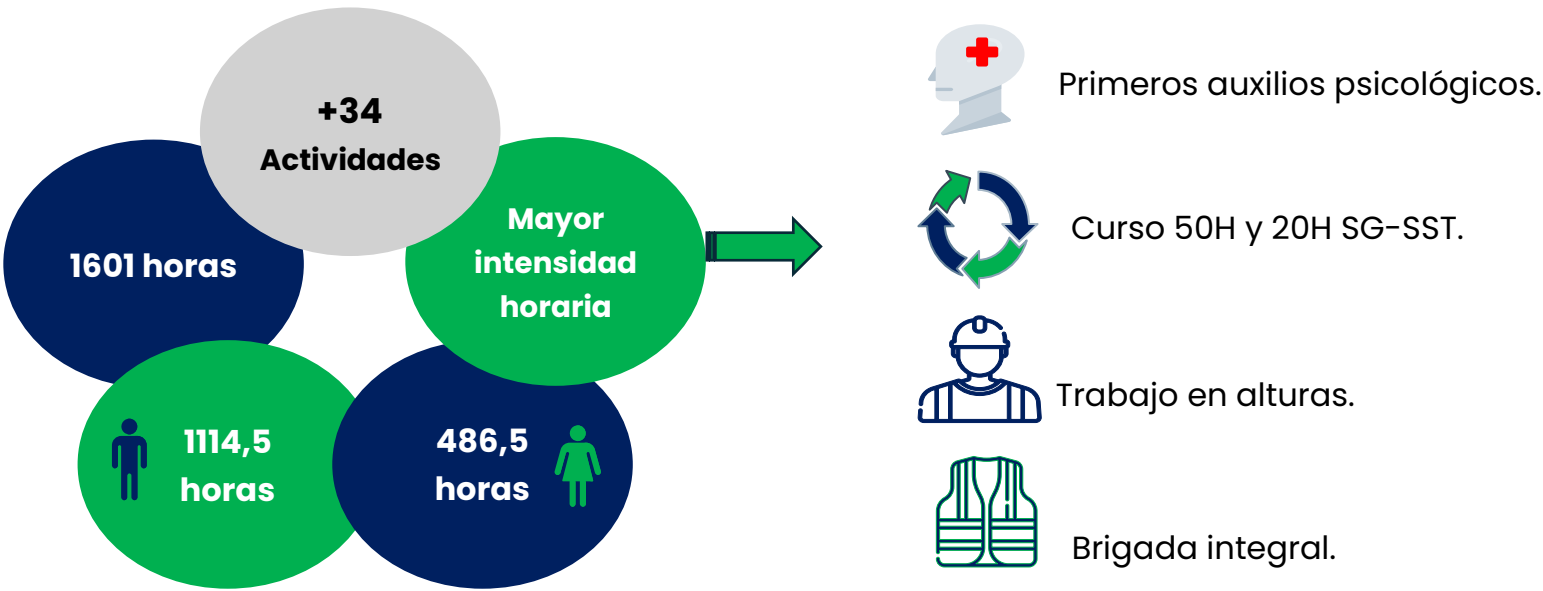 +34
Actividades
1601 horas
Mayor
intensidad
horaria
1114,5
horas
486,5
horas
Primeros auxilios psicológicos.
Curso 50H y 20H SG-SST.
Trabajo en alturas.
Brigada integral.